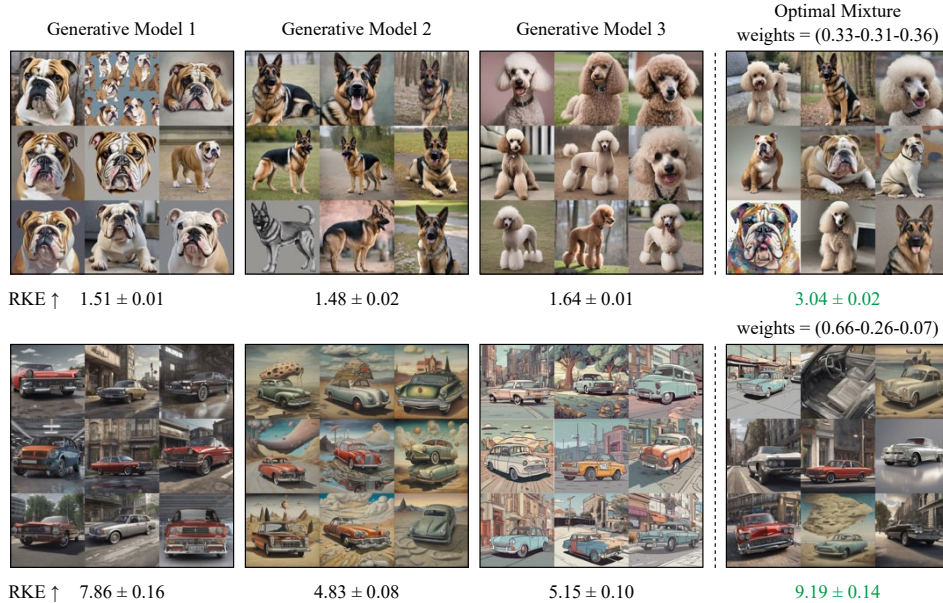 Generative Model 1 Generative Model 2 Generative Model 3 Optimal Mixture
weights = (0.33-0.31-0.36)
RKE ↑ 1.51 ± 0.01 1.48 ± 0.02 1.64 ± 0.01 3.04 ± 0.02
weights = (0.66-0.26-0.07)
RKE ↑ 7.86 ± 0.16 4.83 ± 0.08 5.15 ± 0.10 9.19 ± 0.14